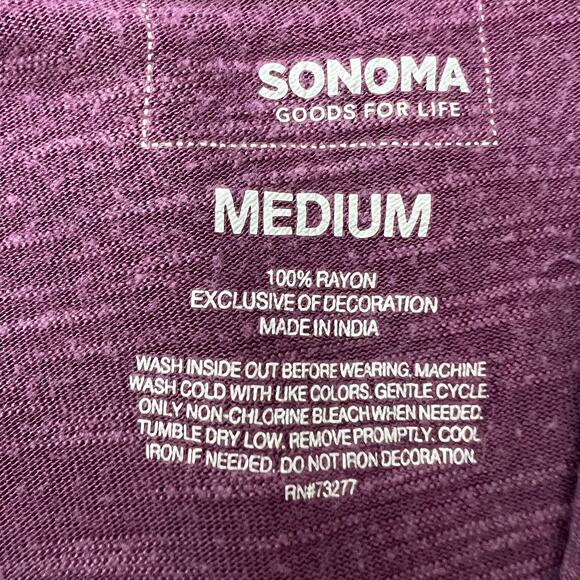 SONOMA
GOODS FOR LIFE
MEDIUM
100% RAYON
EXCLUSIVE OF DECORATION
MADE IN INDIA
WASH INSIDE OUT BEFORE WEARING. MACHINE
WASH COLD WITH LIKE COLORS. GENTLE CYCLE.
ONLY NON-CHLORINE BLEACH WHEN NEEDED.
TUMBLE DRY LOW. REMOVE PROMPTLY. COOL
IRON IF NEEDED. DO NOT IRON DECORATION.
RN#73277